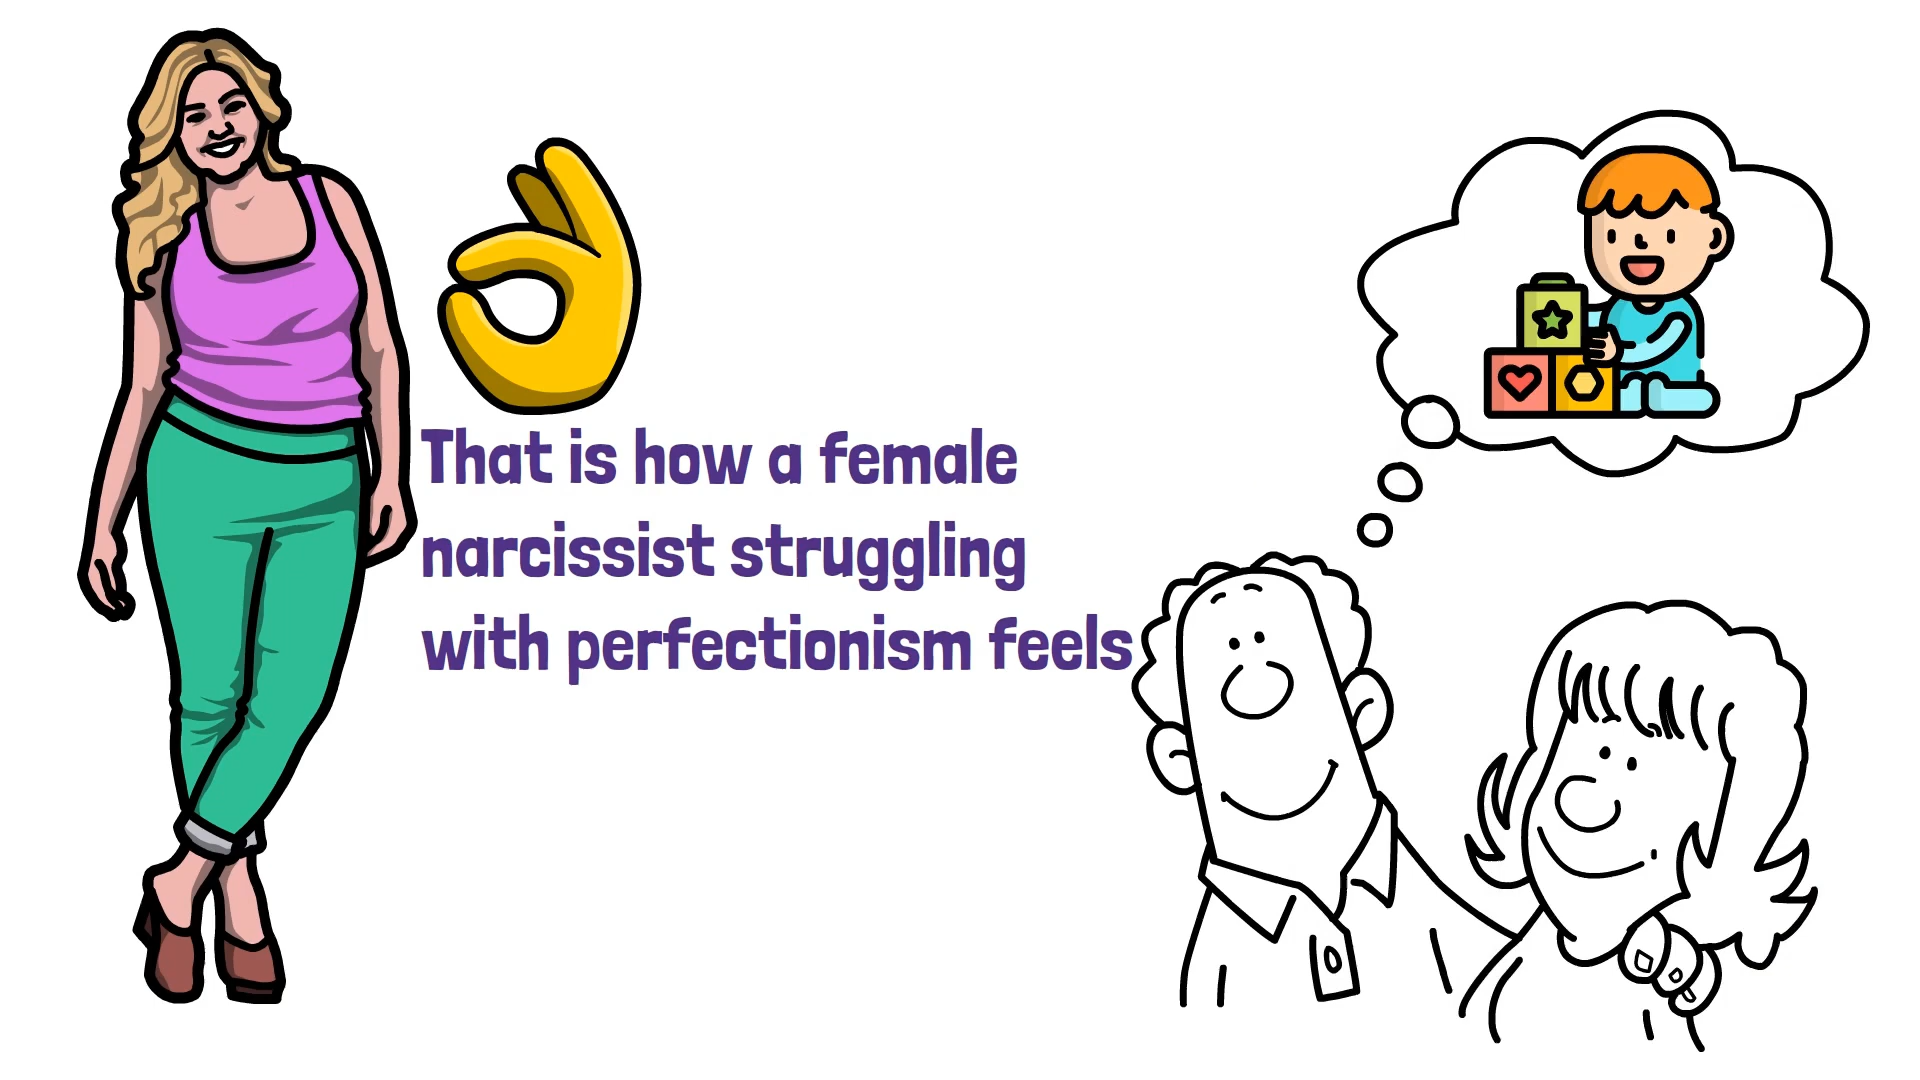 That is how a female
narcissist struggling
with perfectionism feels